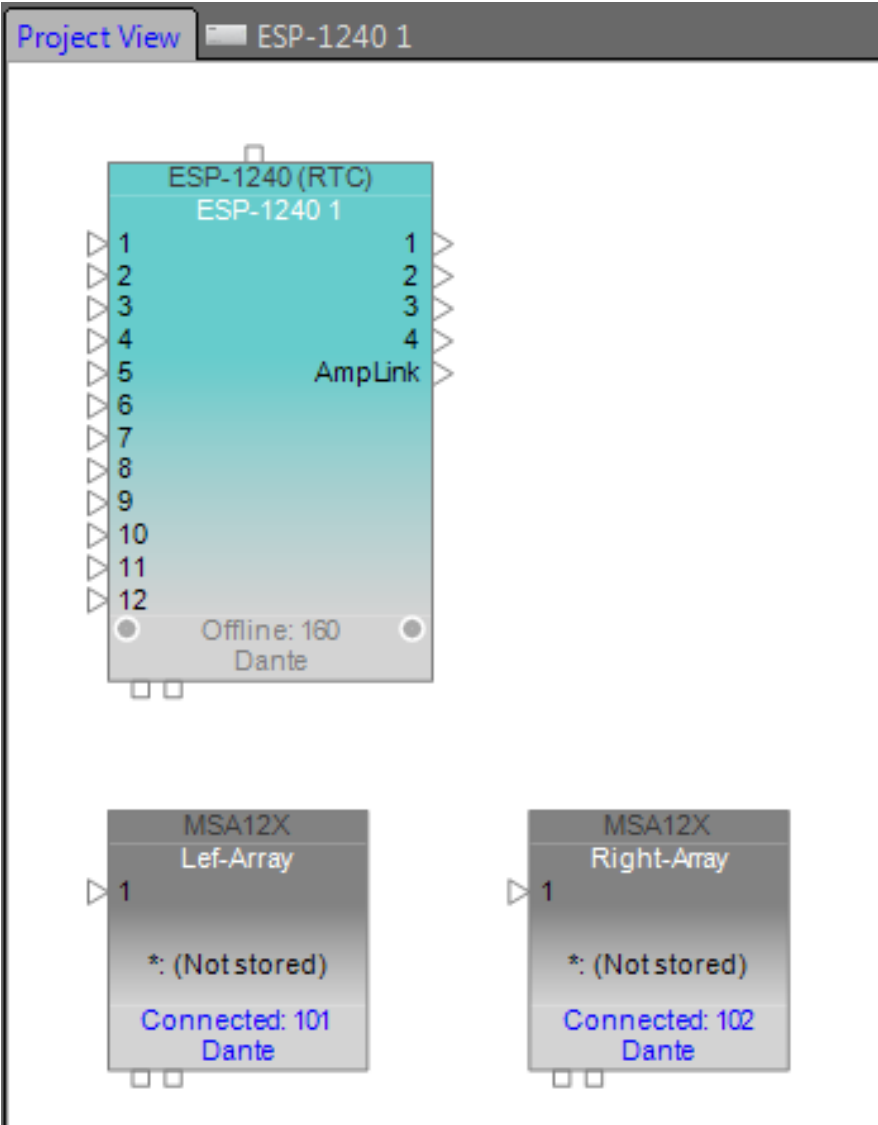 Project View ESP-1240 1
ESP-1240 (RTC)
ESP-1240 1
1 1
2 2
3 3
4 4
5 AmpLink
6
7
8
9
10
11
12
Offline: 160
Dante
MSA12X
Lef-Array
1
*: (Not stored)
Connected: 101
Dante
MSA12X
Right-Array
1
*: (Not stored)
Connected: 102
Dante